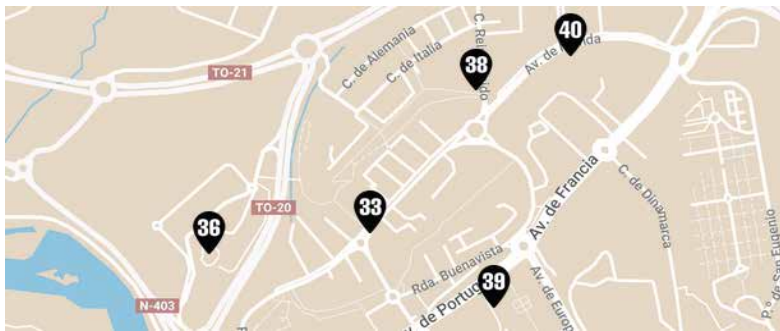 40
C. de Alemania
C. de Italia
38
TO-21
Av. de
C. de Dinamarca
Av. de Francia
TO-20
33
36
Rda. Buenavista
39
N-403
de Portug
Av. de Euro
P.º de San Eugenio